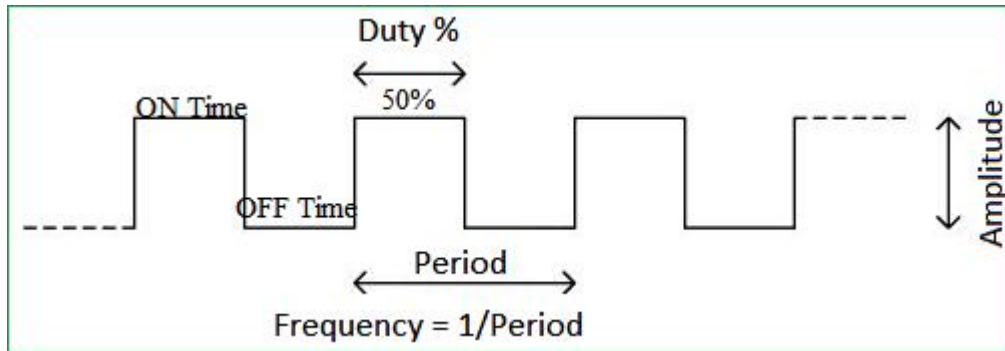 Duty %
50%
ON Time
OFF Time
Amplitude
Period
Frequency = 1/Period